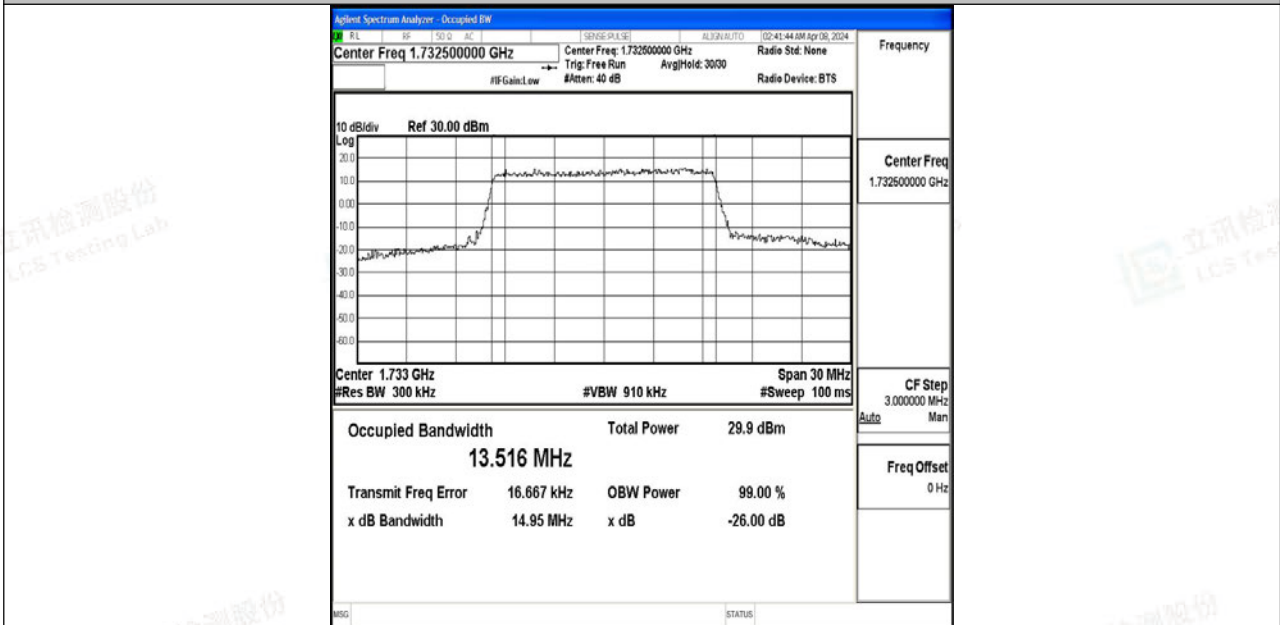 Agilent Spectrum Analyzer - Occupied BW
RL RF 50 Ω AC SENSE:PULSE ALIGN AUTO 02:41:44 AM Apr 08, 2024
Center Freq 1.732500000 GHz
Center Freq: 1.732500000 GHz
Radio Std: None
Trig: Free Run Avg|Hold: 30/30
#IFGain:Low
#Atten: 40 dB
Radio Device: BTS
Frequency
10 dB/div Ref 30.00 dBm
Log
20.0
10.0
0.00
-10.0
-20.0
-30.0
-40.0
-50.0
-60.0
Center 1.733 GHz
Span 30 MHz
#Res BW 300 kHz
#VBW 910 kHz
#Sweep 100 ms
Center Freq
1.732500000 GHz
CF Step
3.000000 MHz
Auto Man
Freq Offset
0 Hz
Occupied Bandwidth
Total Power 29.9 dBm
13.516 MHz
Transmit Freq Error 16.667 kHz OBW Power 99.00 %
x dB Bandwidth 14.95 MHz x dB -26.00 dB
MSG
STATUS
立讯检测股份
LCS Testing Lab
立讯检测
LCS Test
检测股份
检测股份